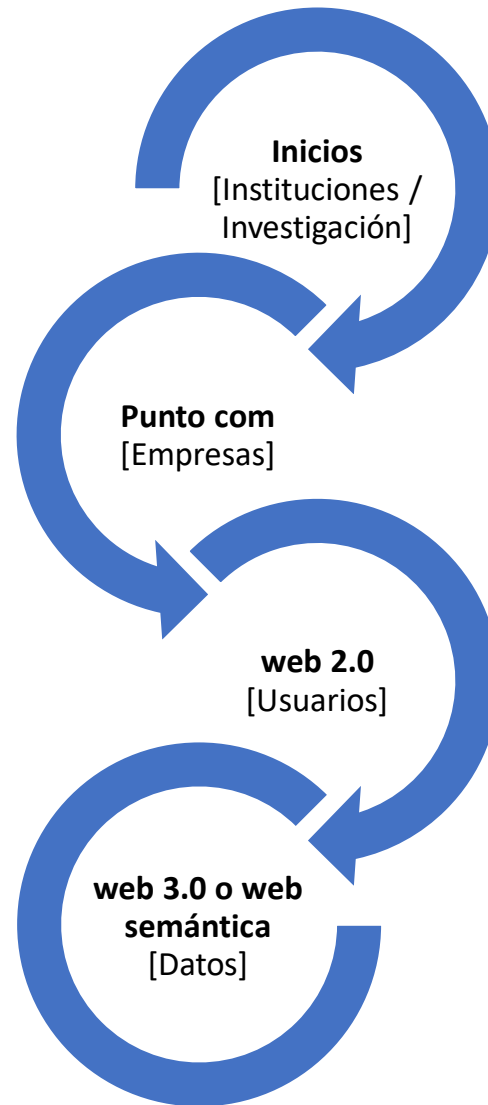 Inicios
[Instituciones /
Investigación]
Punto com
[Empresas]
web 2.0
[Usuarios]
web 3.0 o web
semántica
[Datos]